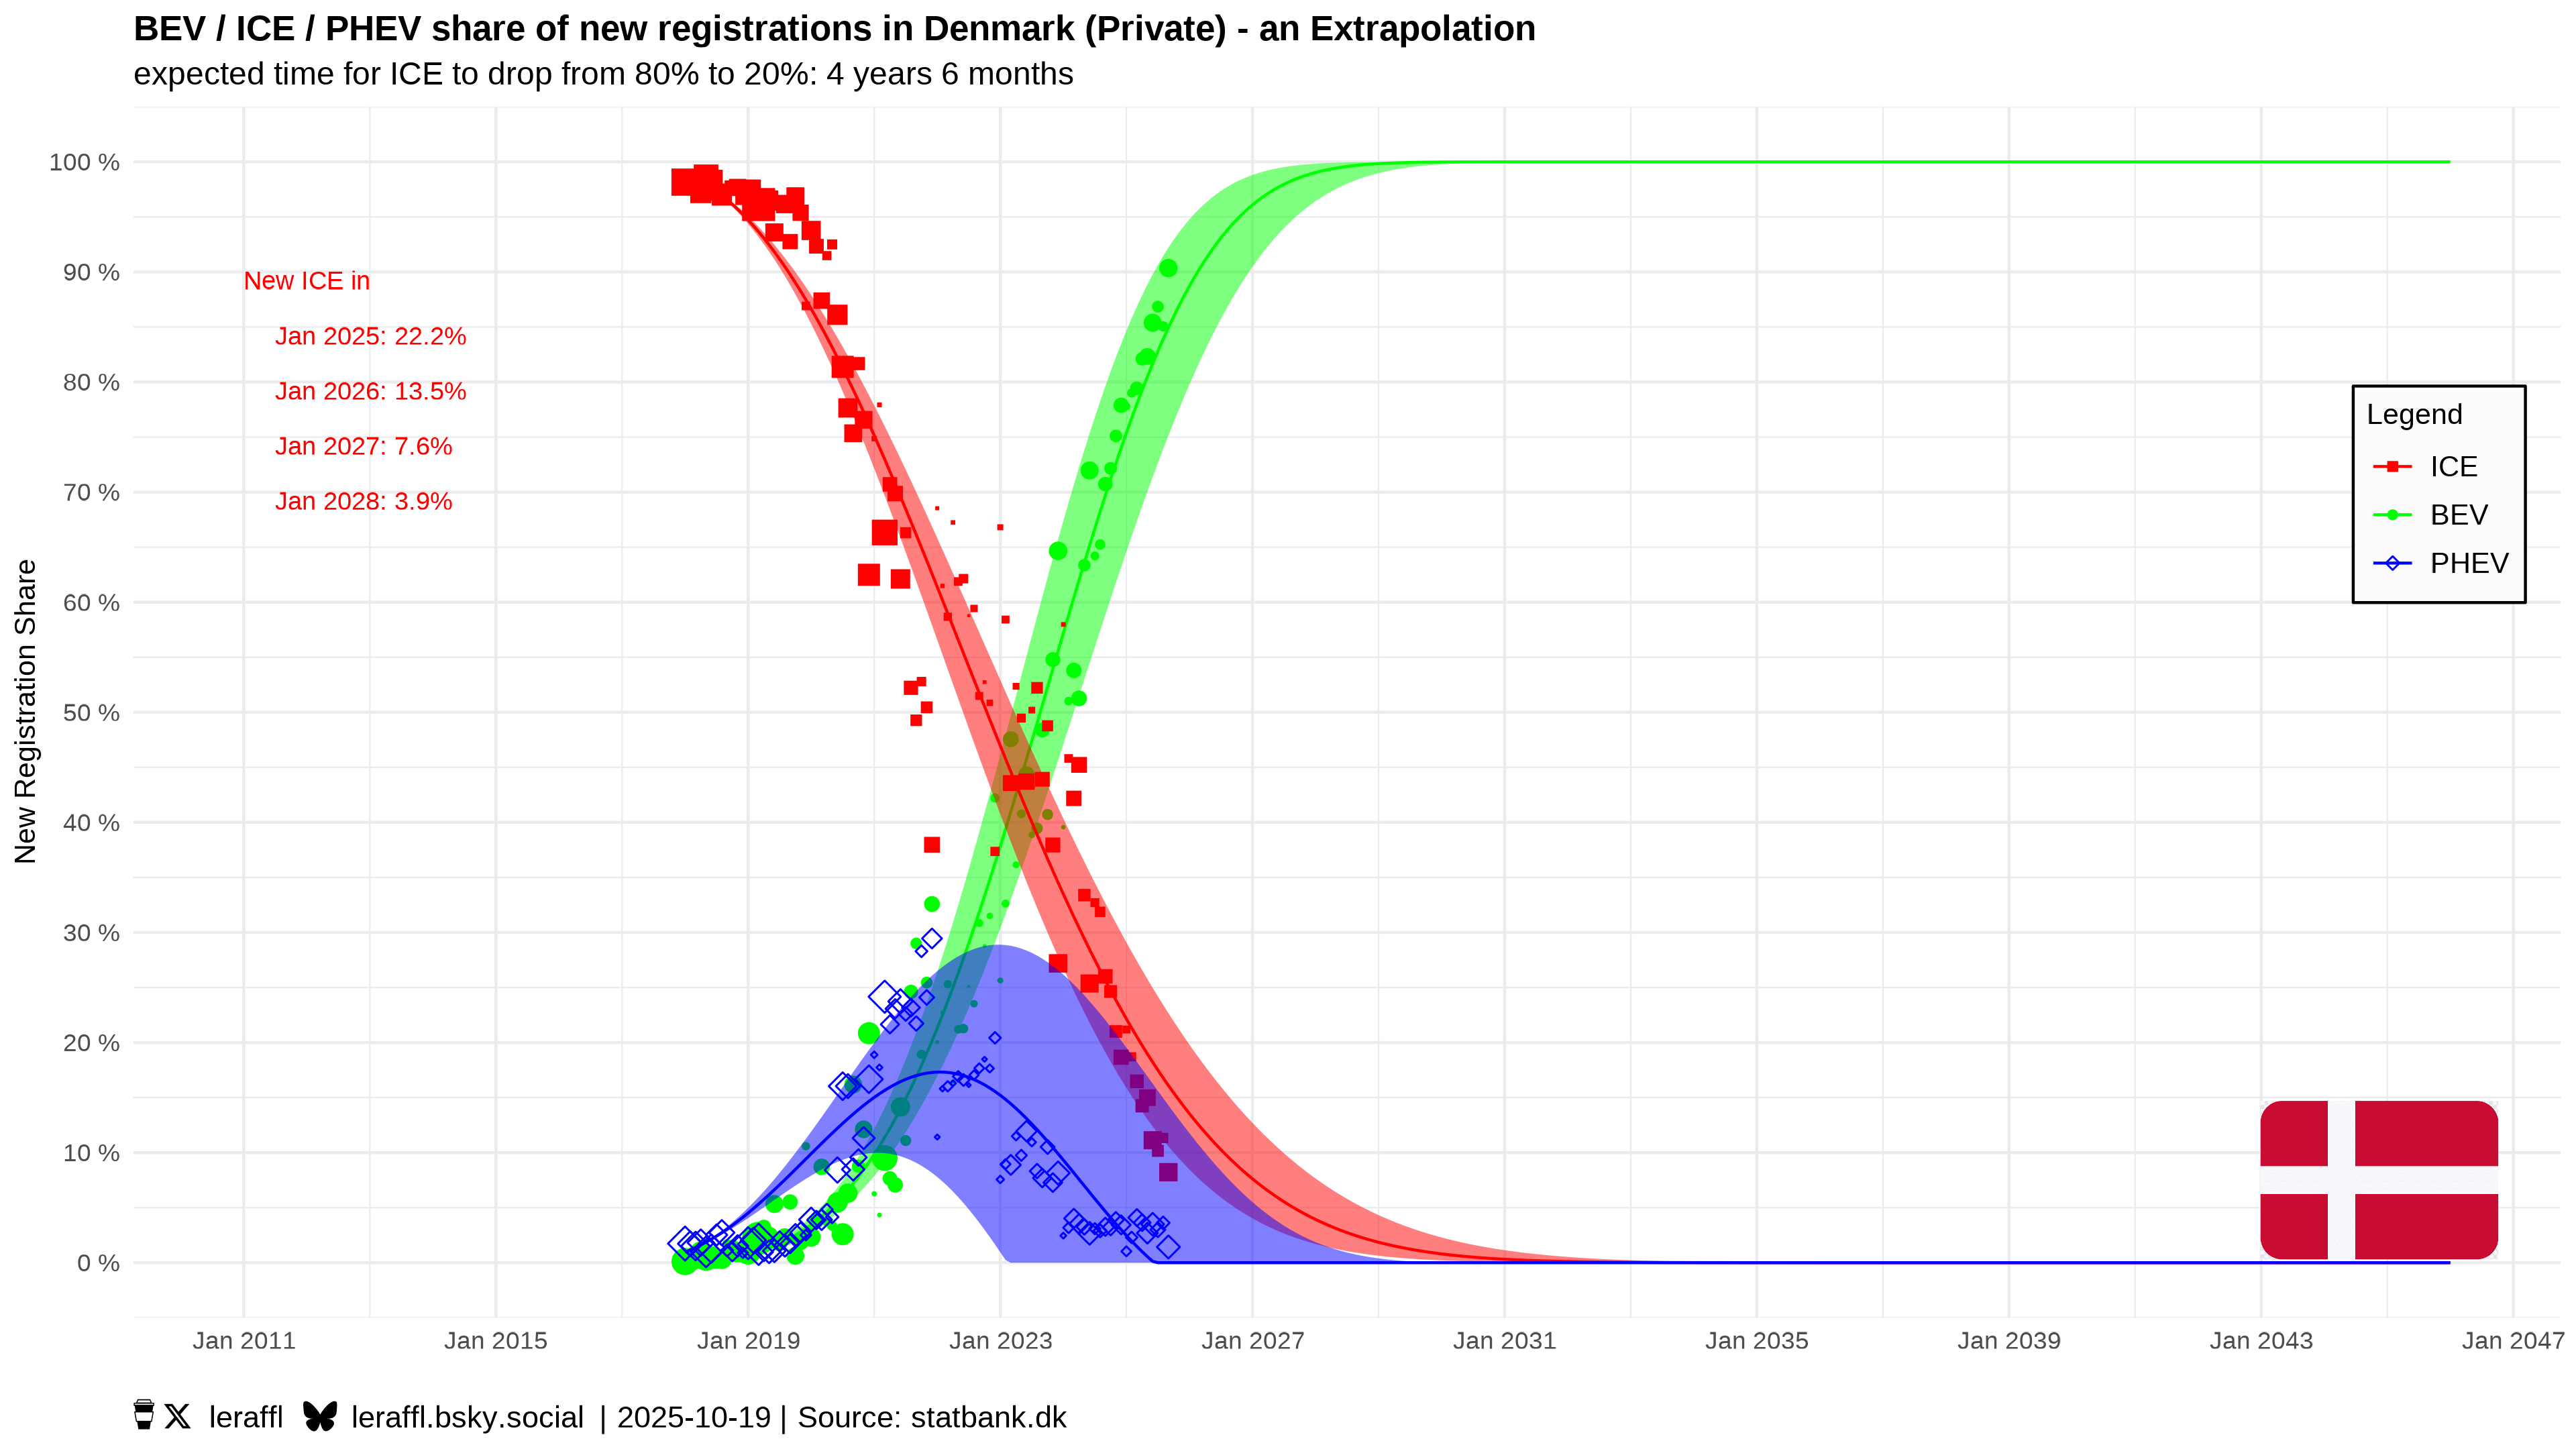 BEV / ICE / PHEV share of new registrations in Denmark (Private) - an Extrapolation
expected time for ICE to drop from 80% to 20%: 4 years 6 months
New Registration Share
100 %
90 %
80 %
70 %
60 %
50 %
40 %
30 %
20 %
10 %
0 %
New ICE in
Jan 2025: 22.2%
Jan 2026: 13.5%
Jan 2027: 7.6%
Jan 2028: 3.9%
Legend
ICE
BEV
PHEV
Jan 2011
Jan 2015
Jan 2019
Jan 2023
Jan 2027
Jan 2031
Jan 2035
Jan 2039
Jan 2043
Jan 2047
leraffl leraffl.bsky.social | 2025-10-19 | Source: statbank.dk